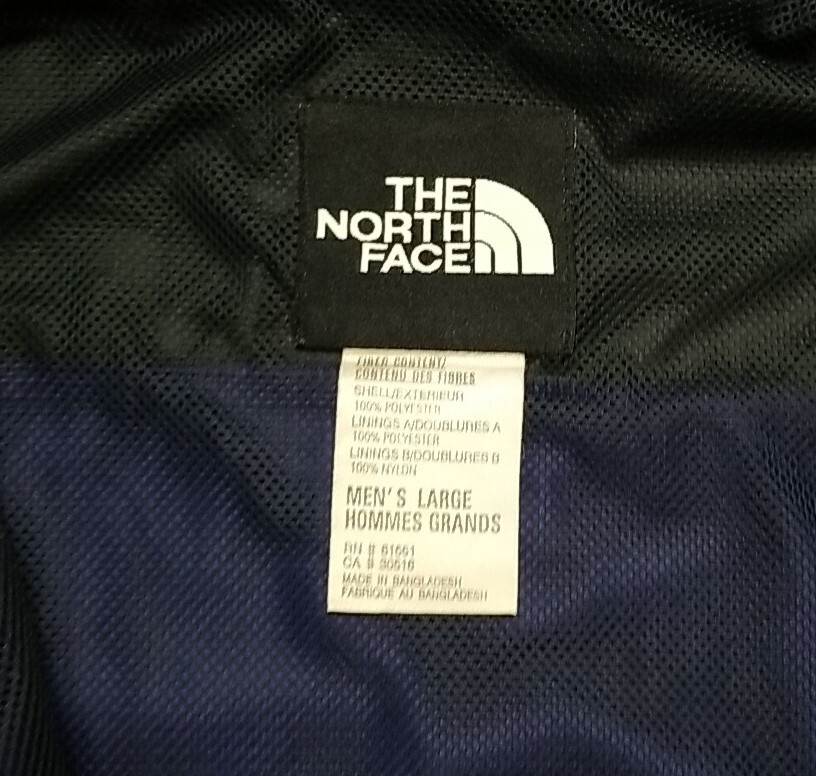 THE
NORTH
FACE
FIBER CONTENT/
CONTENU DES FIBRES
SHELL/EXTERIEUR
100% POLYESTER
LININGS A/DOUBLURES A
100% POLYESTER
LININGS B/DOUBLURES B
100% NYLON
MEN'S LARGE
HOMMES GRANDS
RN # 61661
CA # 30516
MADE IN BANGLADESH
FABRIQUE AU BANGLADESH